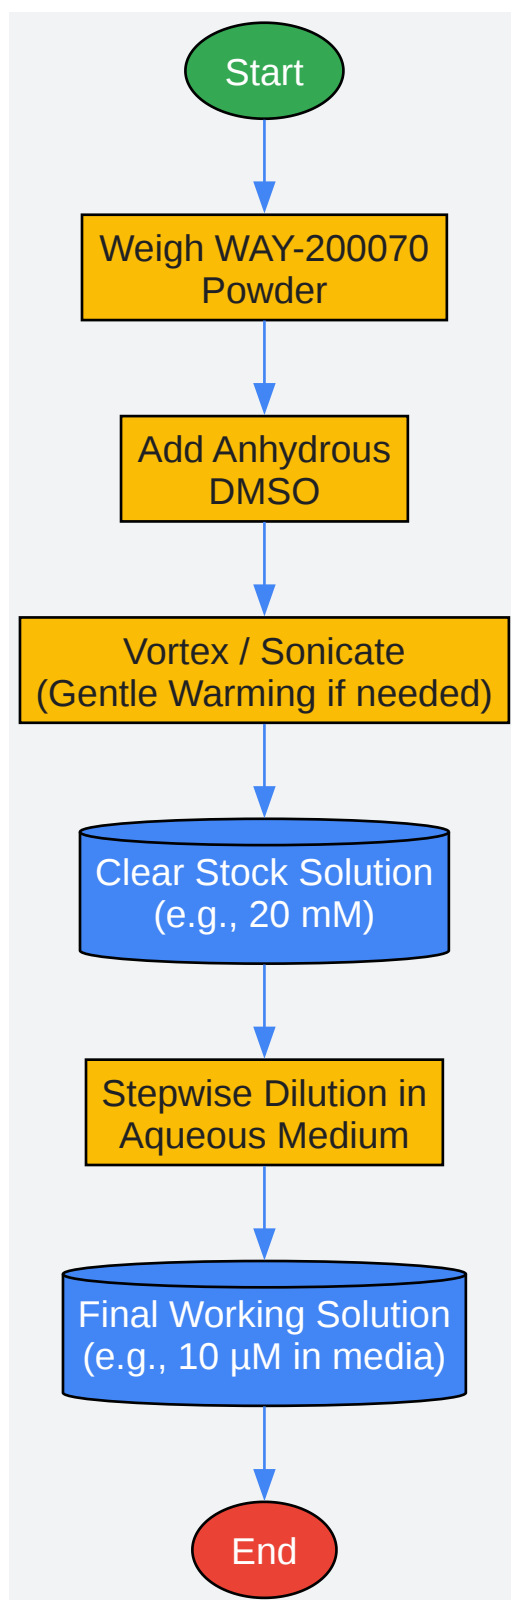 Start
Weigh WAY-200070
Powder
Add Anhydrous
DMSO
Vortex / Sonicate
(Gentle Warming if needed)
Clear Stock Solution
(e.g., 20 mM)
Stepwise Dilution in
Aqueous Medium
Final Working Solution
(e.g., 10 µM in media)
End